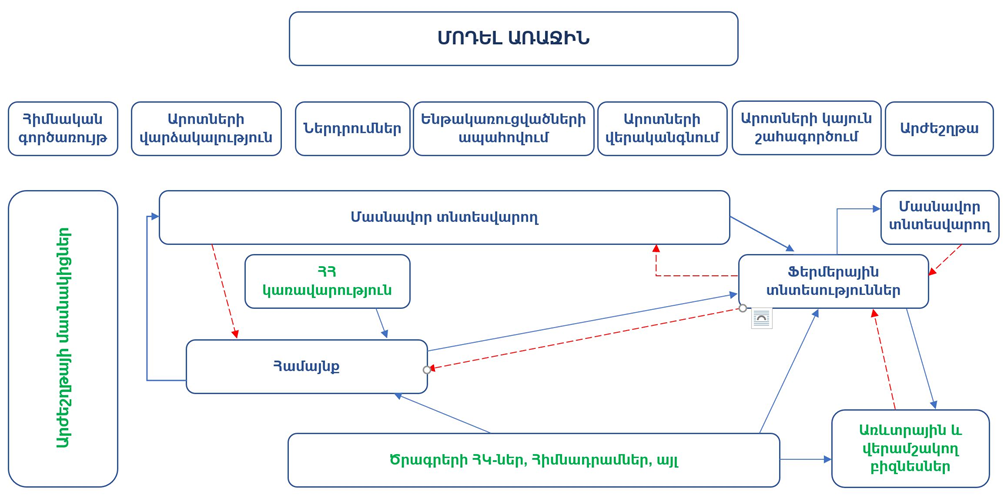 ՄՈԴԵԼ ԱՌԱՋԻՆ
Հիմնական
գործառույթ
Արոտների
վարձակալություն
Ներդրումներ
Ենթակառուցվածների
ապահովում
Արոտների
վերականգնում
Արոտների կայուն
շահագործում
Արժեշղթա
Արժեշղթայի մասնակիցներ
Մասնավոր տնտեսվարող
Մասնավոր
տնտեսվարող
ՀՀ
կառավարություն
Ֆերմերային
տնտեսություններ
Համայնք
Ծրագրերի ՀԿ-ներ, Հիմնադրամներ, այլ
Առևտրային և
վերամշակող
բիզնեսներ